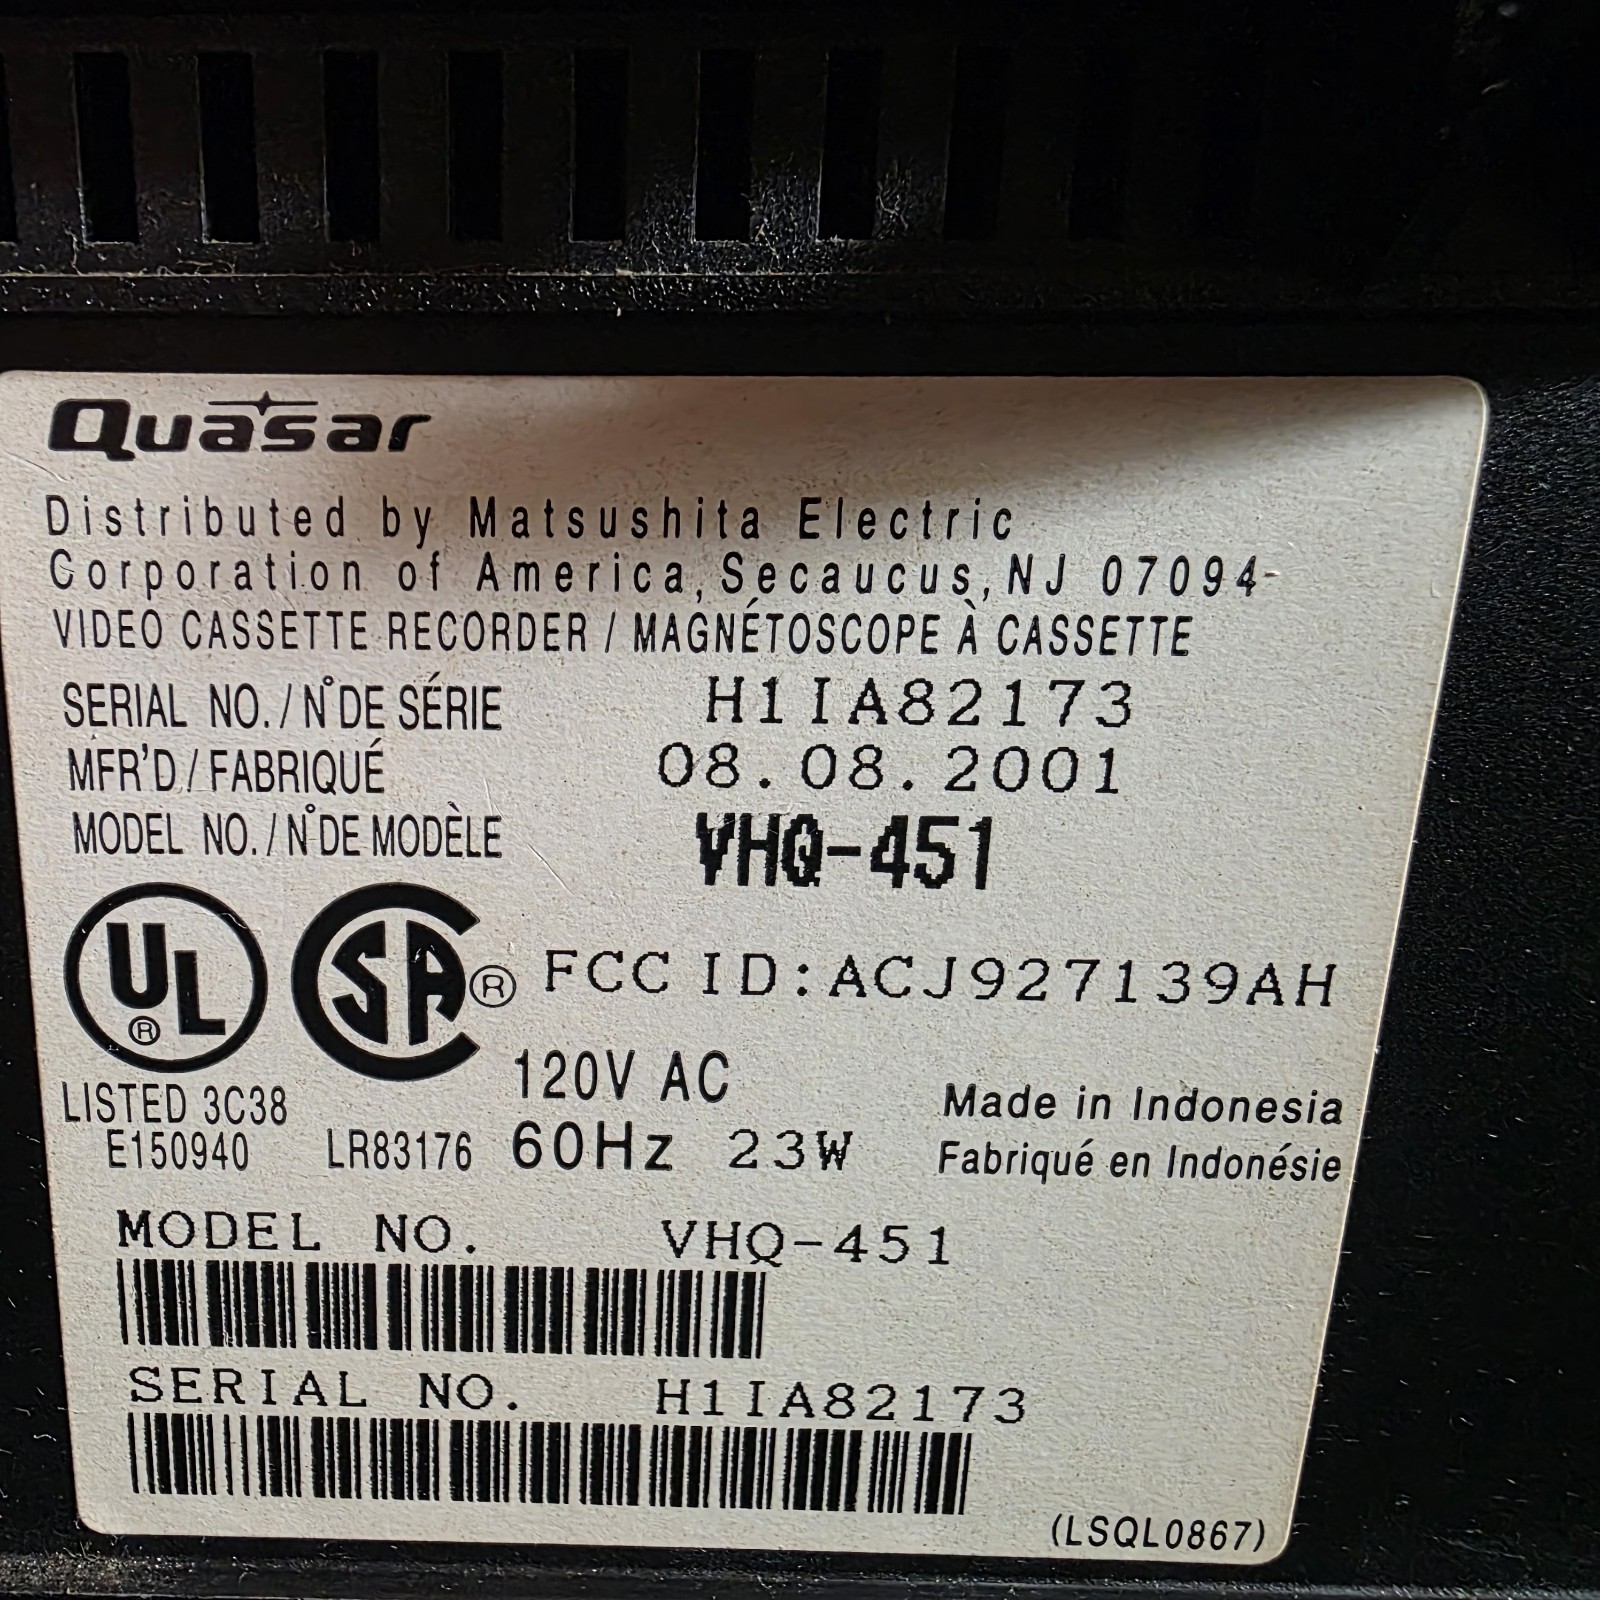 Quasar
Distributed by Matsushita Electric
Corporation of America, Secaucus, NJ 07094
VIDEO CASSETTE RECORDER / MAGNÉTOSCOPE À CASSETTE
SERIAL NO. / N° DE SÉRIE H1IA82173
MFR'D / FABRIQUÉ 08.08.2001
MODEL NO. / N° DE MODÈLE VHQ-451
UL® SA® FCC ID:ACJ927139AH
120V AC
LISTED 3C38 Made in Indonesia
E150940 LR83176 60Hz 23W Fabriqué en Indonésie
MODEL NO. VHQ-451
SERIAL NO. H1IA82173
(LSQL0867)